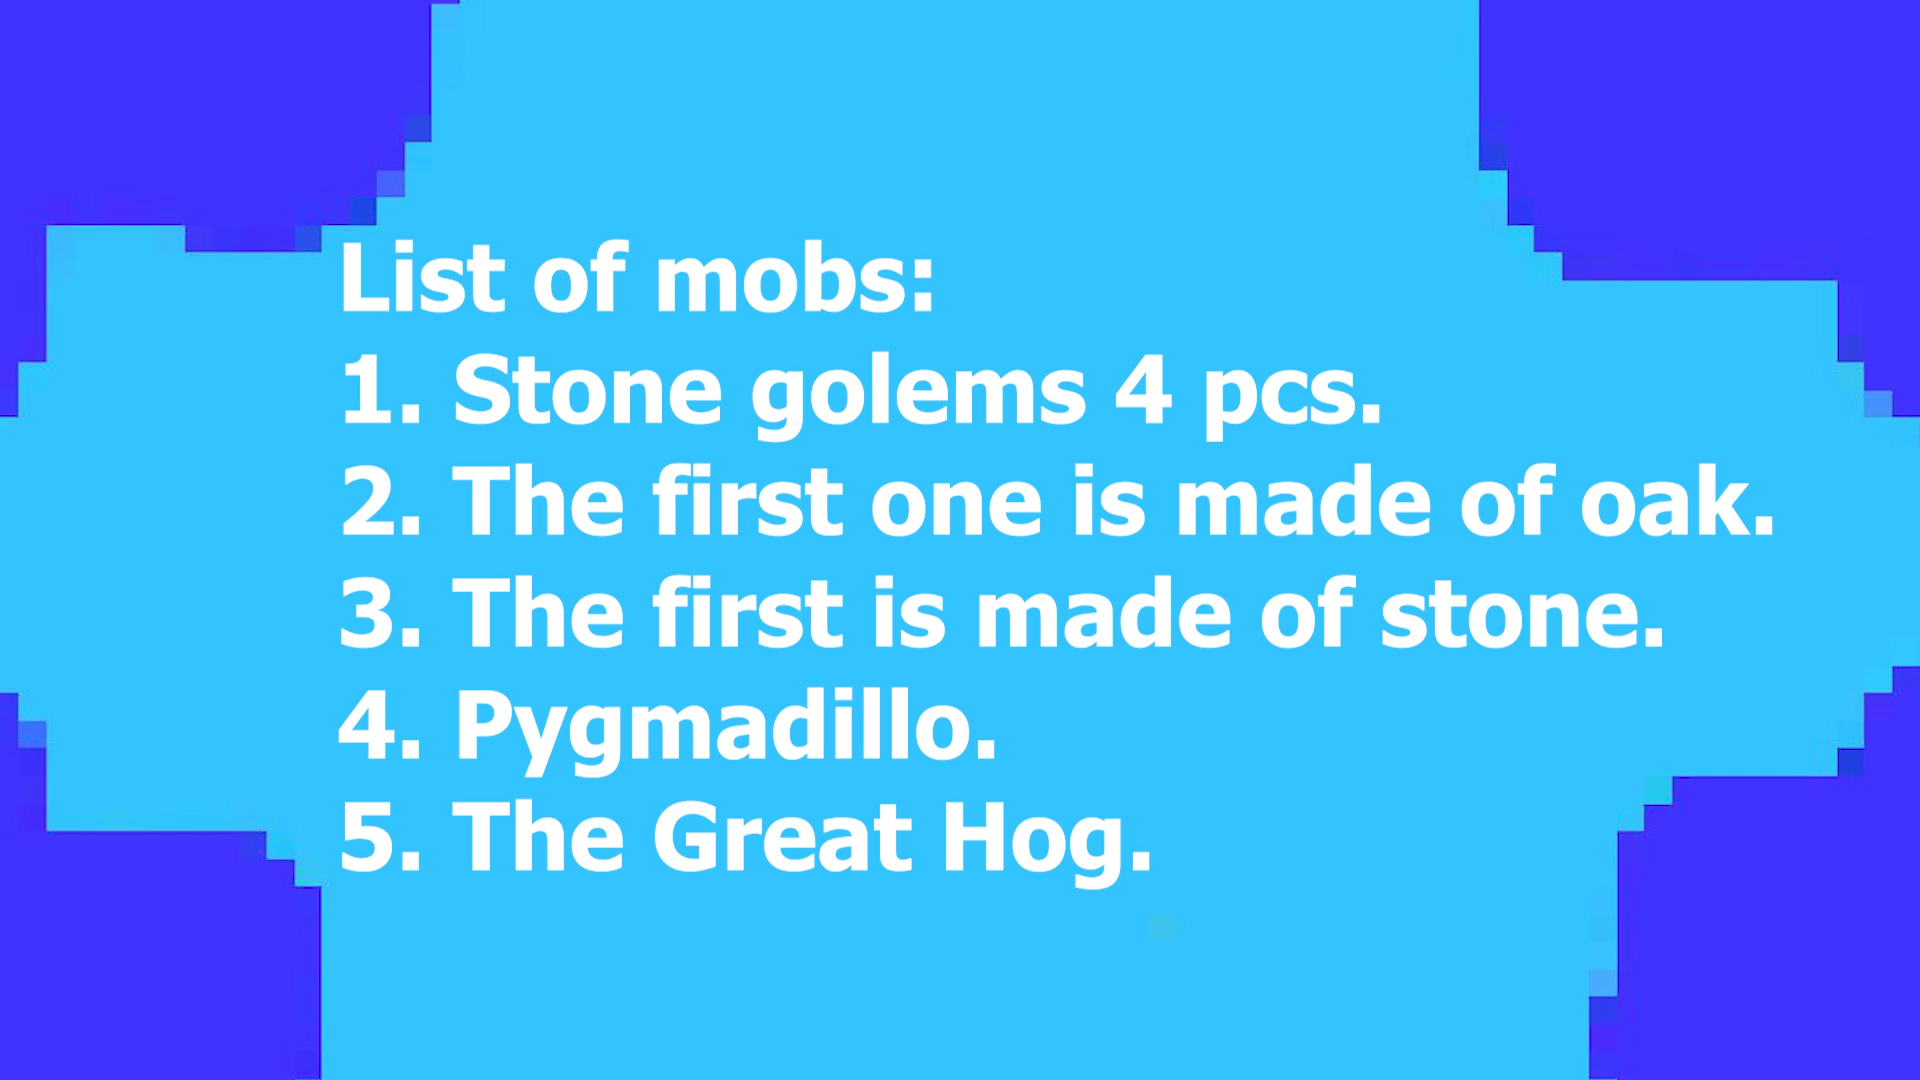 List of mobs:
1. Stone golems 4 pcs.
2. The first one is made of oak.
3. The first is made of stone.
4. Pygmadillo.
5. The Great Hog.